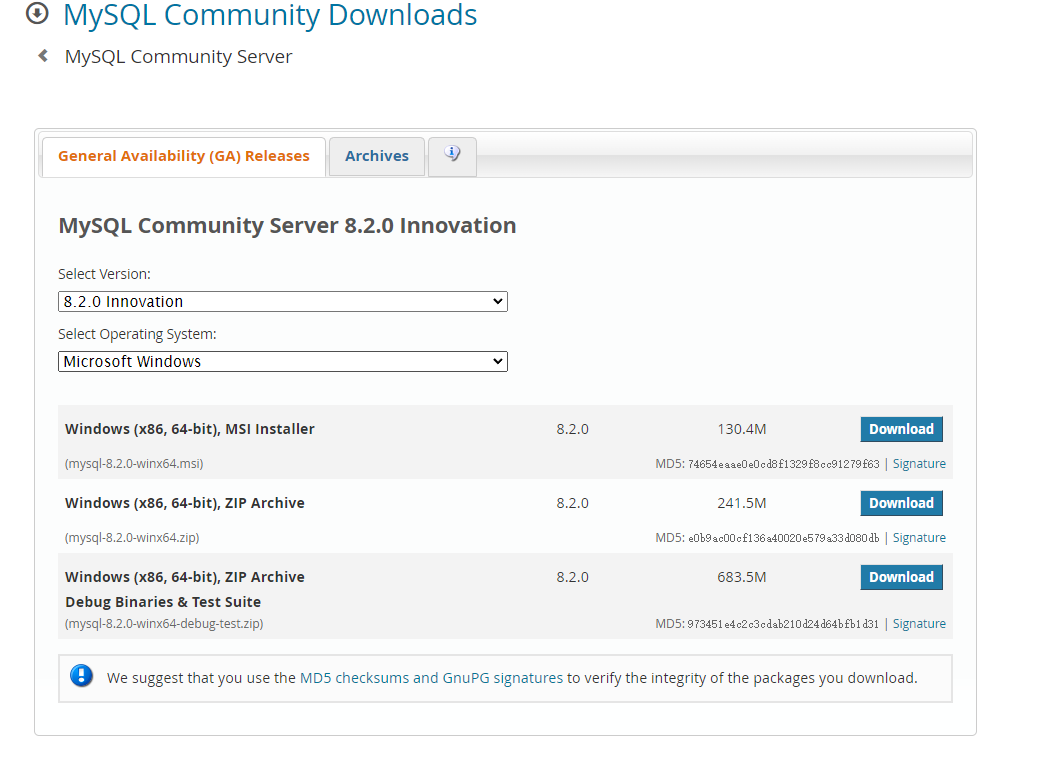 MySQL Community Downloads
MySQL Community Server
General Availability (GA) Releases
Archives
MySQL Community Server 8.2.0 Innovation
Select Version:
8.2.0 Innovation
Select Operating System:
Microsoft Windows
Windows (x86, 64-bit), MSI Installer 8.2.0 130.4M Download
(mysql-8.2.0-winx64.msi) MD5: 74654eaae0e0cd8f1329f8cc91279f63 | Signature
Windows (x86, 64-bit), ZIP Archive 8.2.0 241.5M Download
(mysql-8.2.0-winx64.zip) MD5: e0b9ac00cf136a40020e579a33d080db | Signature
Windows (x86, 64-bit), ZIP Archive 8.2.0 683.5M Download
Debug Binaries & Test Suite
(mysql-8.2.0-winx64-debug-test.zip) MD5: 973451e4c2c3cdab210d24d64bfb1d31 | Signature
We suggest that you use the MD5 checksums and GnuPG signatures to verify the integrity of the packages you download.